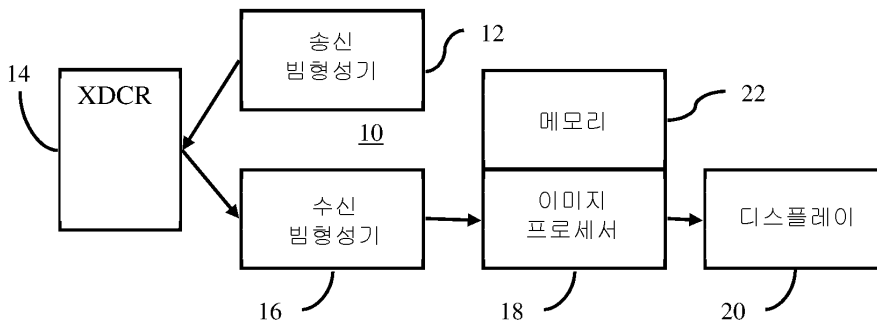 송신
빔형성기
12
14
XDCR
22
메모리
10
수신
빔형성기
이미지
프로세서
디스플레이
16
18
20